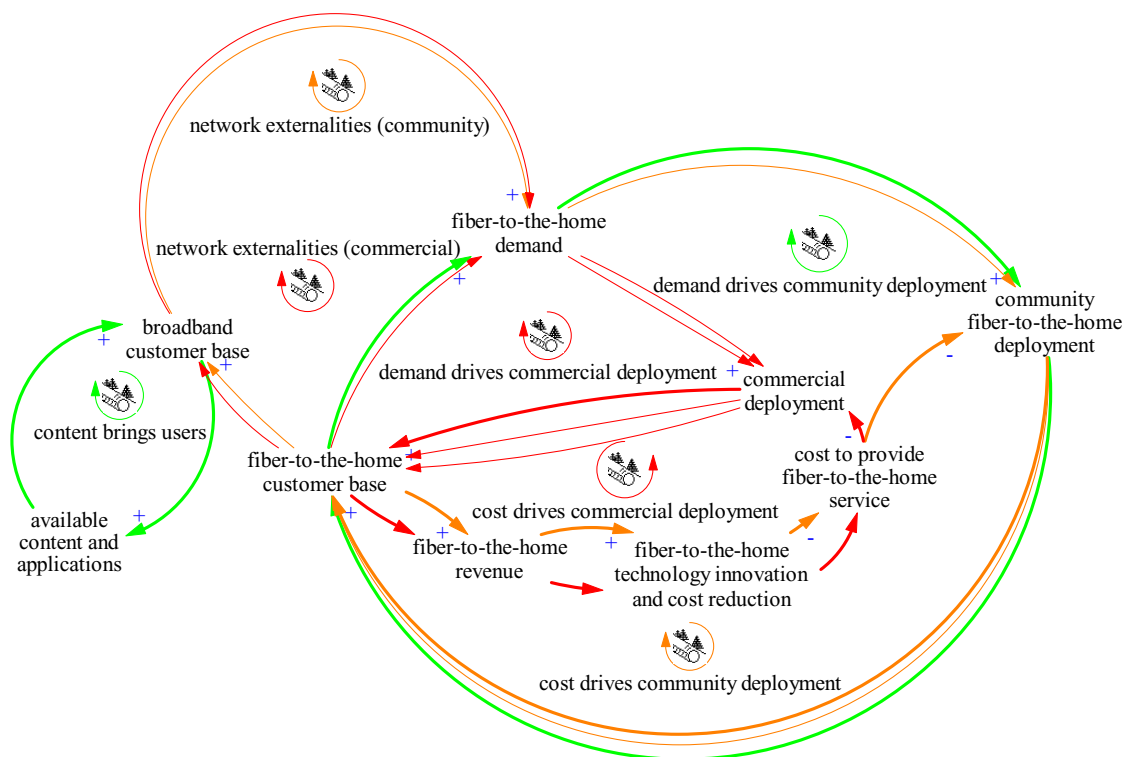 network externalities (community)
+
fiber-to-the-home
demand
network externalities (commercial)
+
demand drives community deployment
+
community
fiber-to-the-home
deployment
-
broadband
customer base
+
+
demand drives commercial deployment
+
commercial
deployment
content brings users
-
cost to provide
fiber-to-the-home
service
-
fiber-to-the-home
customer base
+
+
cost drives commercial deployment
available
content and
applications
+
+
fiber-to-the-home
revenue
+
fiber-to-the-home
technology innovation
and cost reduction
cost drives community deployment